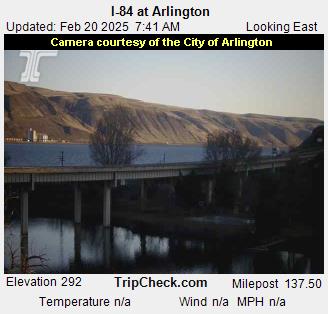 I-84 at Arlington
Updated: Feb 20 2025 7:41 AM Looking East
Camera courtesy of the City of Arlington
Elevation 292 TripCheck.com Milepost 137.50
Temperature n/a Wind n/a MPH n/a